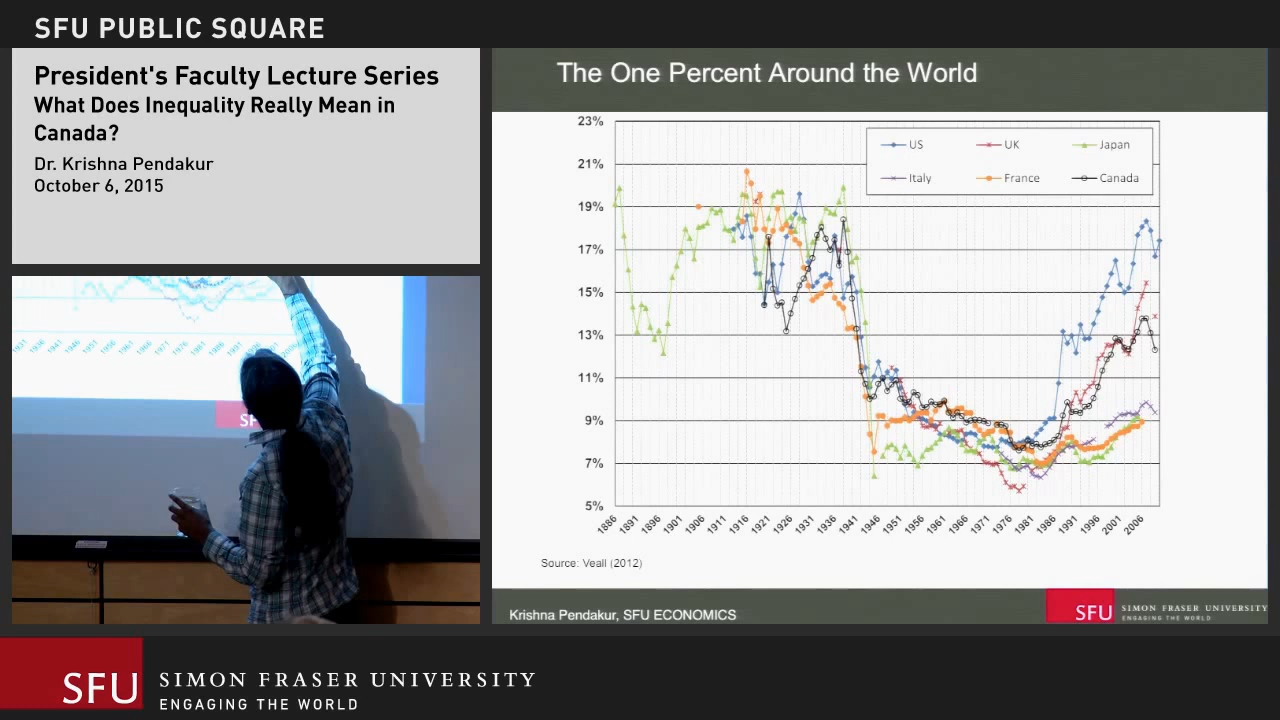 SFU PUBLIC SQUARE
President's Faculty Lecture Series
What Does Inequality Really Mean in
Canada?
Dr. Krishna Pendakur
October 6, 2015
The One Percent Around the World
23%
21%
19%
17%
15%
13%
11%
9%
7%
5%
US UK Japan
Italy France Canada
1886 1891 1896 1901 1906 1911 1916 1921 1926 1931 1936 1941 1946 1951 1956 1961 1966 1971 1976 1981 1986 1991 1996 2001 2006
Source: Veall (2012)
Krishna Pendakur, SFU ECONOMICS
SFU SIMON FRASER UNIVERSITY
ENGAGING THE WORLD
SFU SIMON FRASER UNIVERSITY
ENGAGING THE WORLD